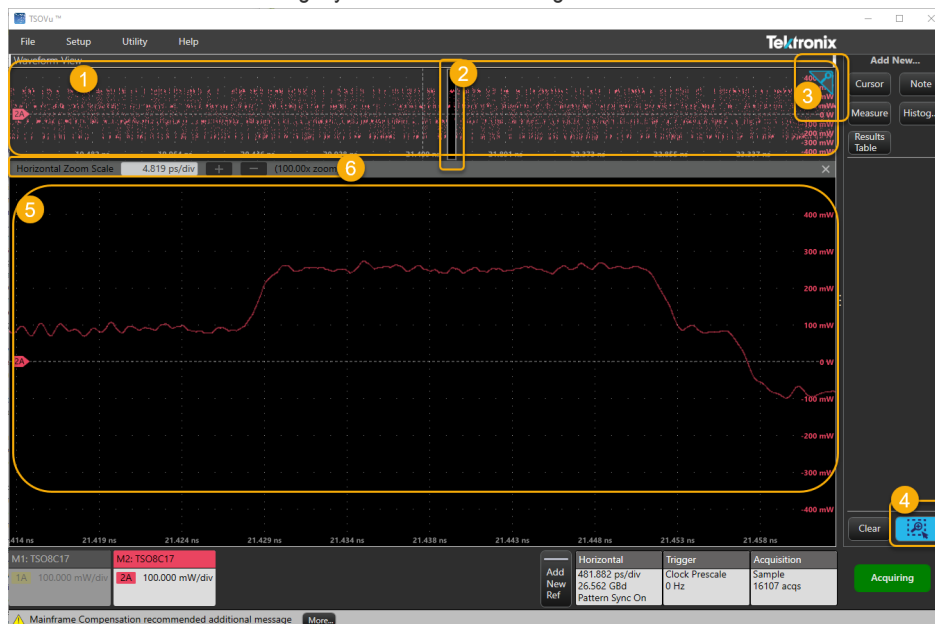 TSOVu ™
File Setup Utility Help
Tektronix
Waveform View
Add New...
1
2
3
Cursor Note
2A
0 W
Measure Histog..
-300 mW
-400 mW
Results
Table
Horizontal Zoom Scale 4.819 ps/div + − (100.00x zoom
6
×
5
400 mW
300 mW
200 mW
100 mW
2A
0 W
-100 mW
-200 mW
-300 mW
-400 mW
4
Clear
414 ns 21.419 ns 21.424 ns 21.429 ns 21.434 ns 21.438 ns 21.443 ns 21.448 ns 21.453 ns 21.458 ns
M1: TSO8C17 M2: TSO8C17
1A 100.000 mW/div 2A 100.000 mW/div
Add
New
Ref
Horizontal
481.882 ps/div
26.562 GBd
Pattern Sync On
Trigger
Clock Prescale
0 Hz
Acquisition
Sample
16107 acqs
Acquiring
Mainframe Compensation recommended additional message More...